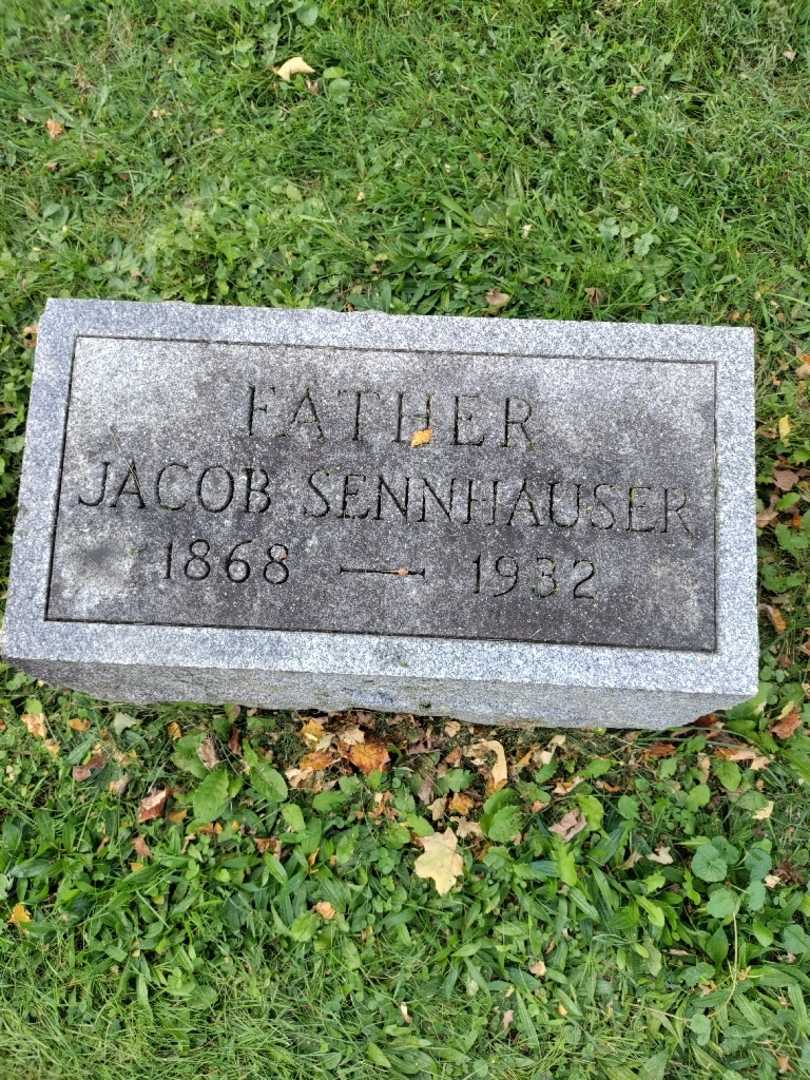 FATHER
JACOB SENNHAUSER
1868 — 1932